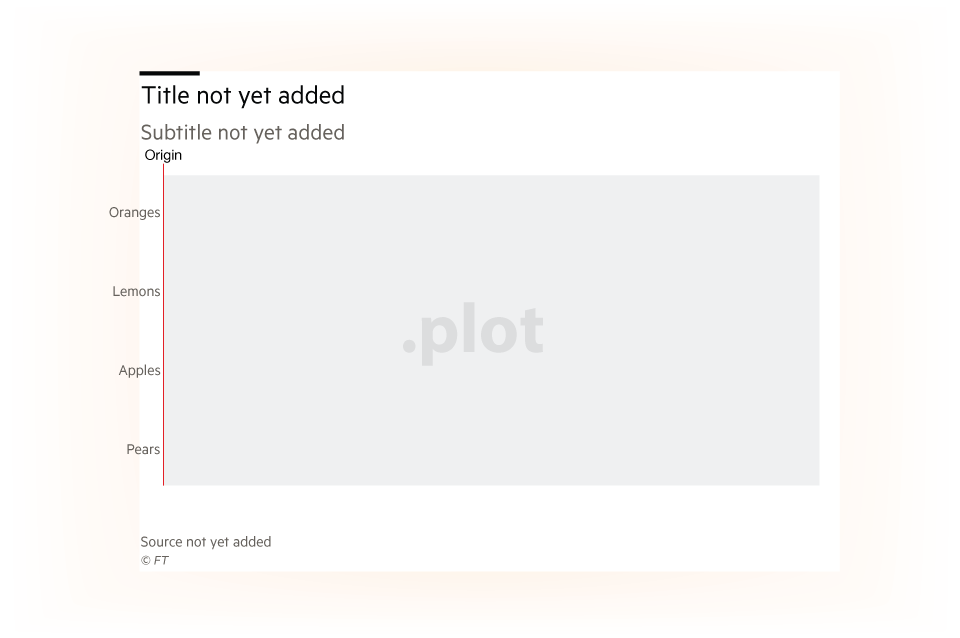 Title not yet added
Subtitle not yet added
Origin
Oranges
Lemons
.plot
Apples
Pears
Source not yet added
© FT